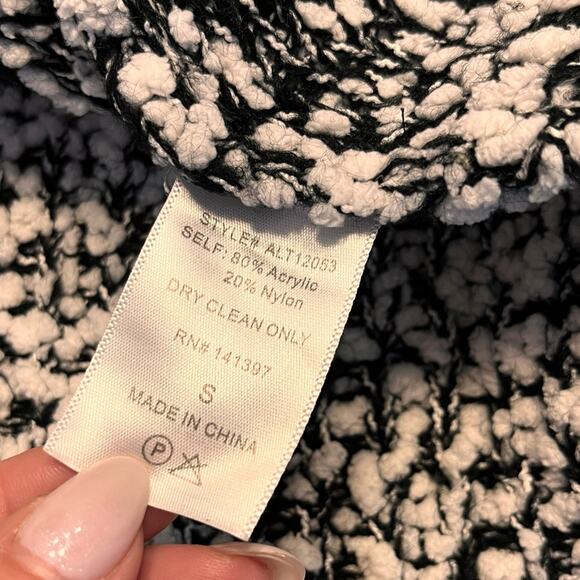 STYLE# ALT12053
SELF: 80% Acrylic
20% Nylon
DRY CLEAN ONLY
RN# 141397
S
MADE IN CHINA
P